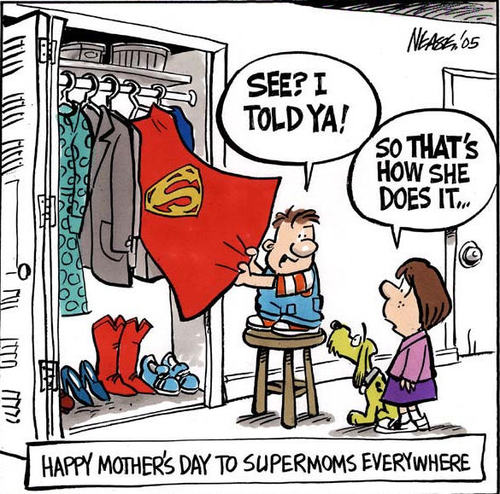 NEASE.'05
SEE? I
TOLD YA!
SO THAT'S
HOW SHE
DOES IT...
S
HAPPY MOTHER'S DAY TO SUPERMOMS EVERYWHERE